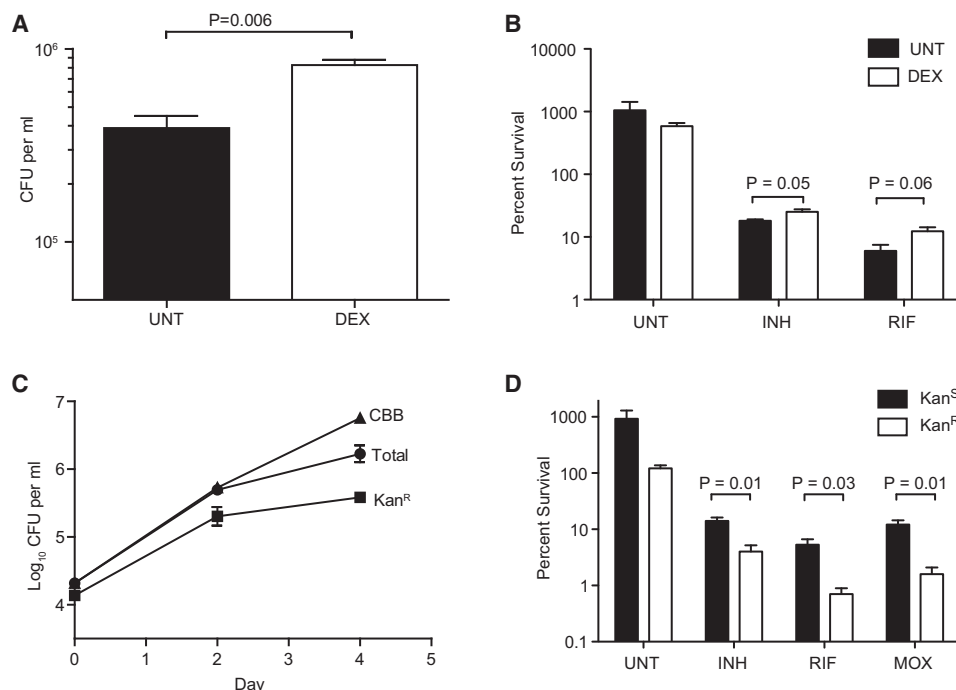 A
P=0.006
10⁶
10⁵
CFU per ml
UNT
DEX
B
UNT
DEX
10000
1000
100
10
1
Percent Survival
P = 0.05
P = 0.06
UNT
INH
RIF
C
7
6
5
4
Log₁₀ CFU per ml
CBB
Total
Kanᴿ
0
1
2
3
4
5
Day
D
Kanˢ
Kanᴿ
1000
100
10
1
0.1
Percent Survival
P = 0.01
P = 0.03
P = 0.01
UNT
INH
RIF
MOX